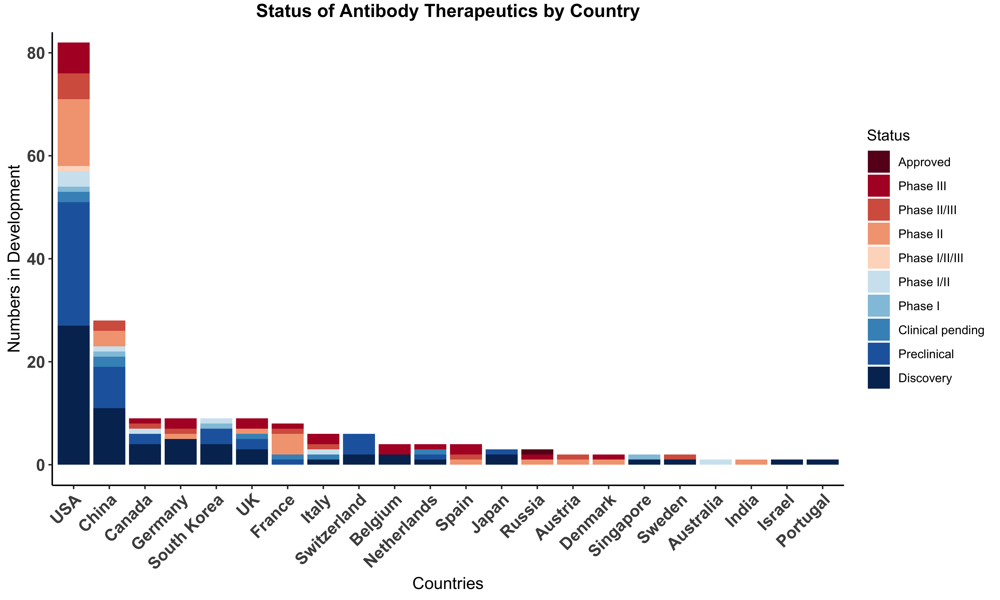 Status of Antibody Therapeutics by Country
Numbers in Development
80
60
40
20
0
USA
China
Canada
Germany
South Korea
UK
France
Italy
Switzerland
Belgium
Netherlands
Spain
Japan
Russia
Austria
Denmark
Singapore
Sweden
Australia
India
Israel
Portugal
Countries
Status
Approved
Phase III
Phase II/III
Phase II
Phase I/II/III
Phase I/II
Phase I
Clinical pending
Preclinical
Discovery